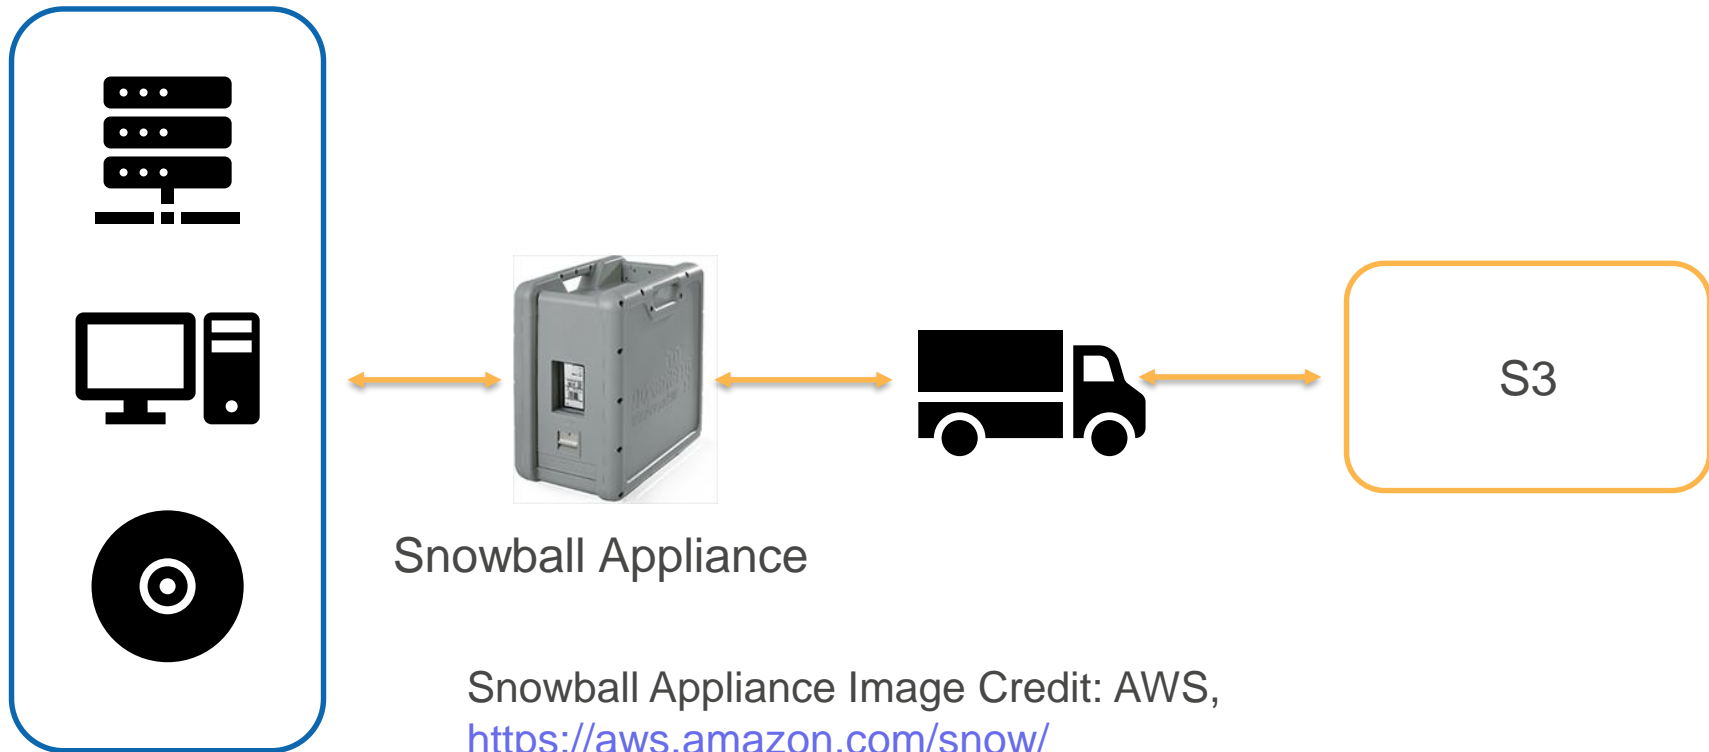 S3
Snowball Appliance
Snowball Appliance Image Credit: AWS,
https://aws.amazon.com/snow/